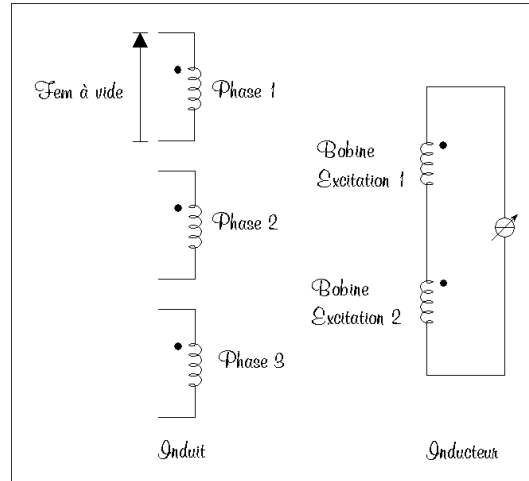 Fem à vide
Phase 1
Phase 2
Phase 3
Induit
Bobine
Excitation 1
Bobine
Excitation 2
Inducteur